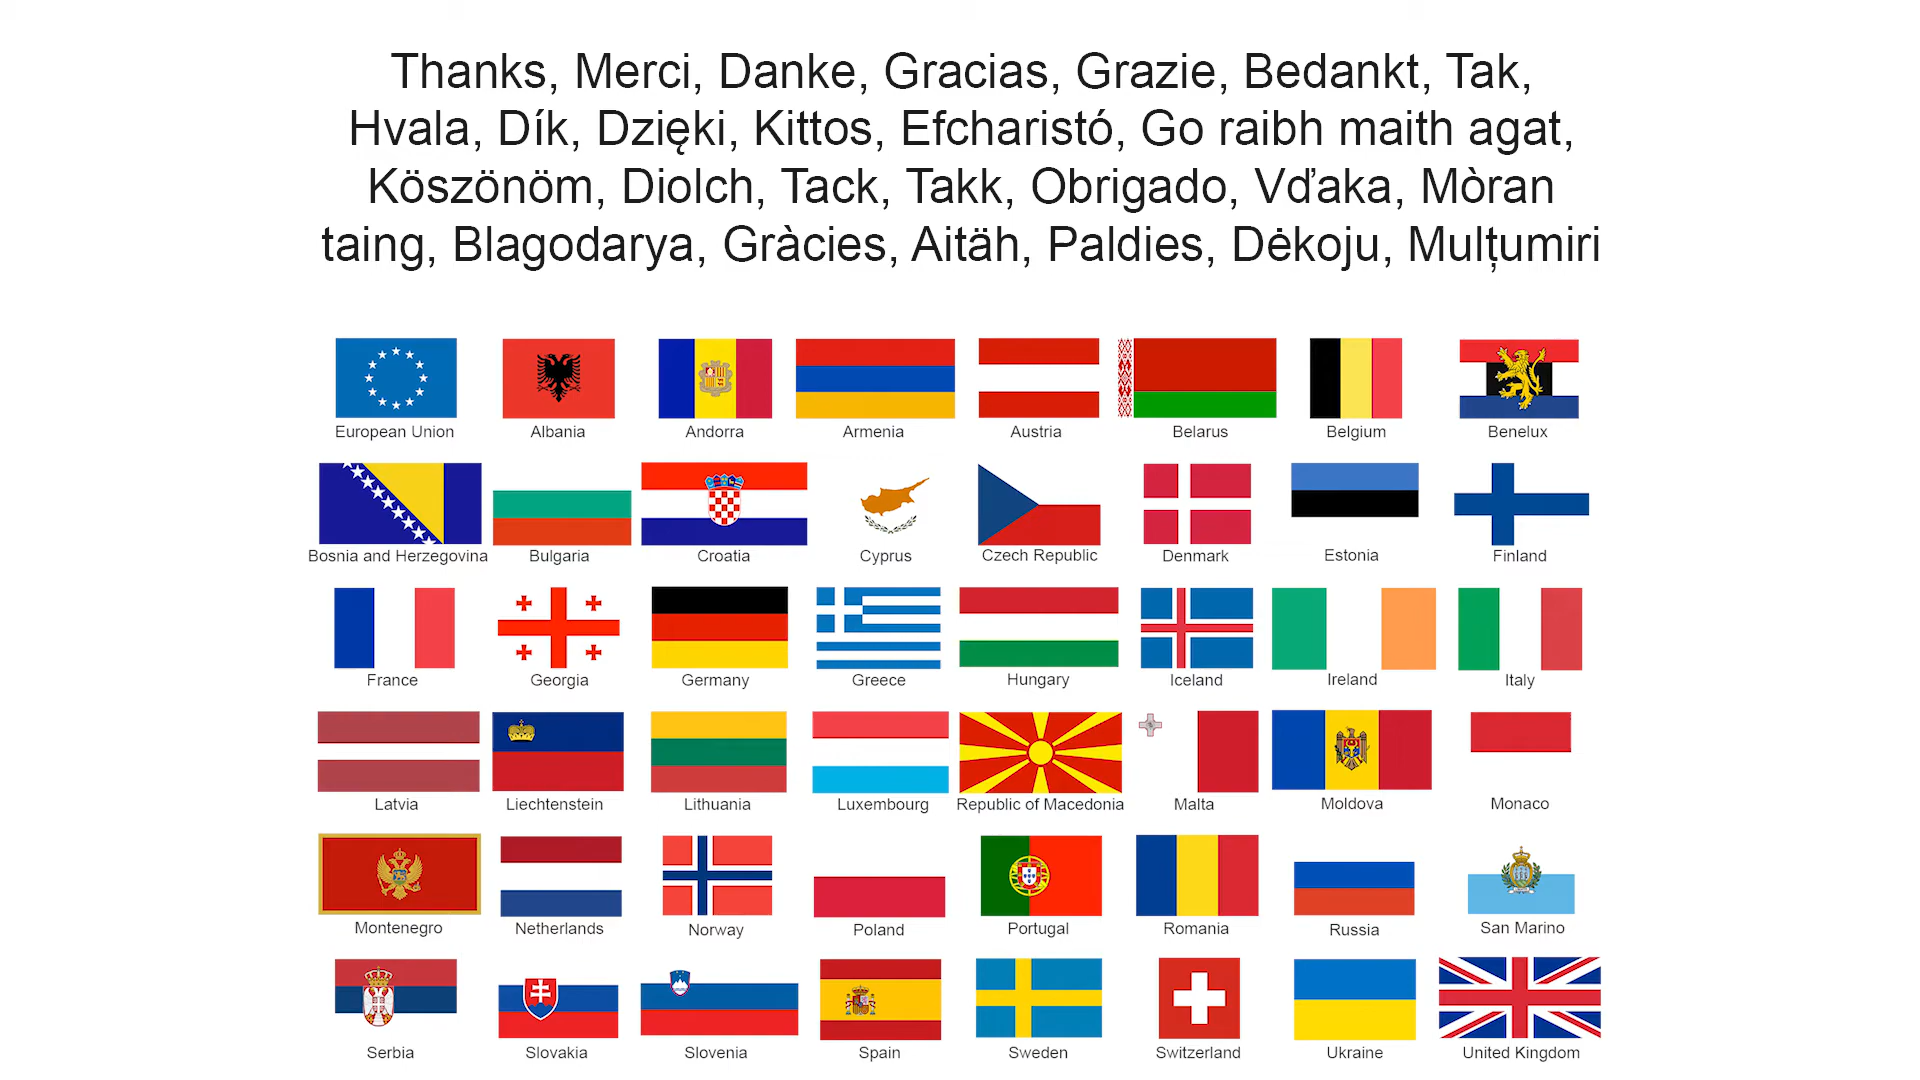 Thanks, Merci, Danke, Gracias, Grazie, Bedankt, Tak,
Hvala, Dík, Dzięki, Kittos, Efcharistó, Go raibh maith agat,
Köszönöm, Diolch, Tack, Takk, Obrigado, Vďaka, Mòran
taing, Blagodarya, Gràcies, Aitäh, Paldies, Dėkoju, Mulțumiri
European Union Albania Andorra Armenia Austria Belarus Belgium Benelux
Bosnia and Herzegovina Bulgaria Croatia Cyprus Czech Republic Denmark Estonia Finland
France Georgia Germany Greece Hungary Iceland Ireland Italy
Latvia Liechtenstein Lithuania Luxembourg Republic of Macedonia Malta Moldova Monaco
Montenegro Netherlands Norway Poland Portugal Romania Russia San Marino
Serbia Slovakia Slovenia Spain Sweden Switzerland Ukraine United Kingdom